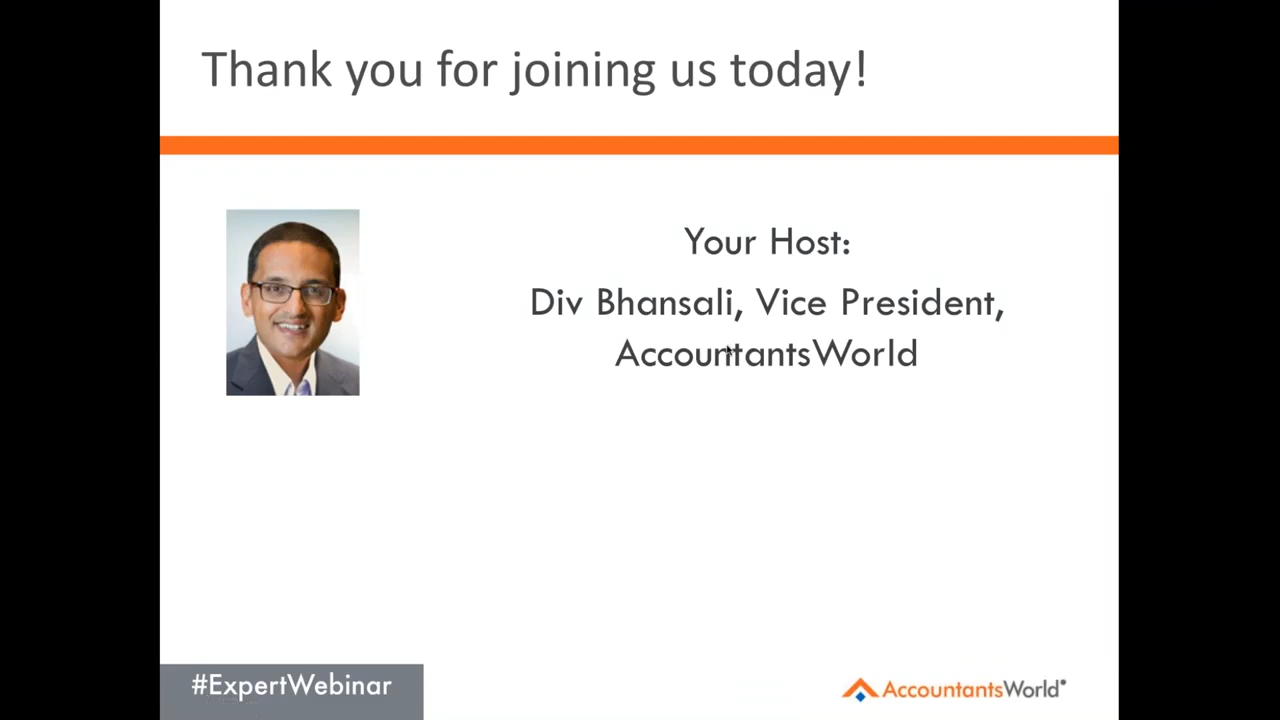 Thank you for joining us today!
Your Host:
Div Bhansali, Vice President,
AccountantsWorld
#ExpertWebinar
AccountantsWorld